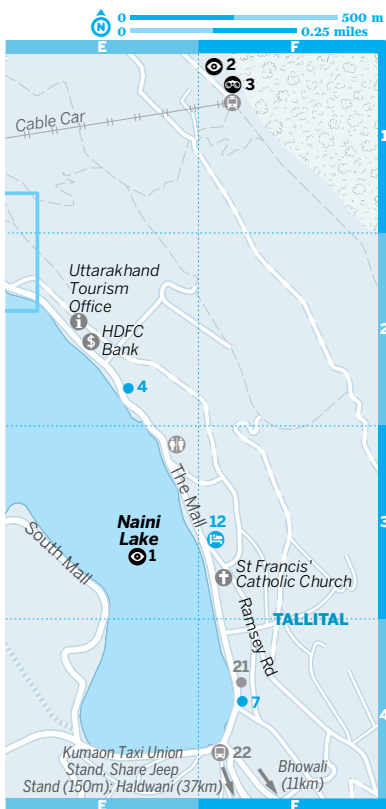 0 500 m
N
0 0.25 miles
E F
2
3
Cable Car
1
Uttarakhand
Tourism
Office
i
2
$ HDFC
Bank
4
The Mall
12
3
Naini
Lake
1
South Mall
St Francis'
Catholic Church
Ramsey Rd
TALLITAL
21
7
4
Kumaon Taxi Union
Stand, Share Jeep
Stand (150m); Haldwani (37km)
22
Bhowali
(11km)
E F